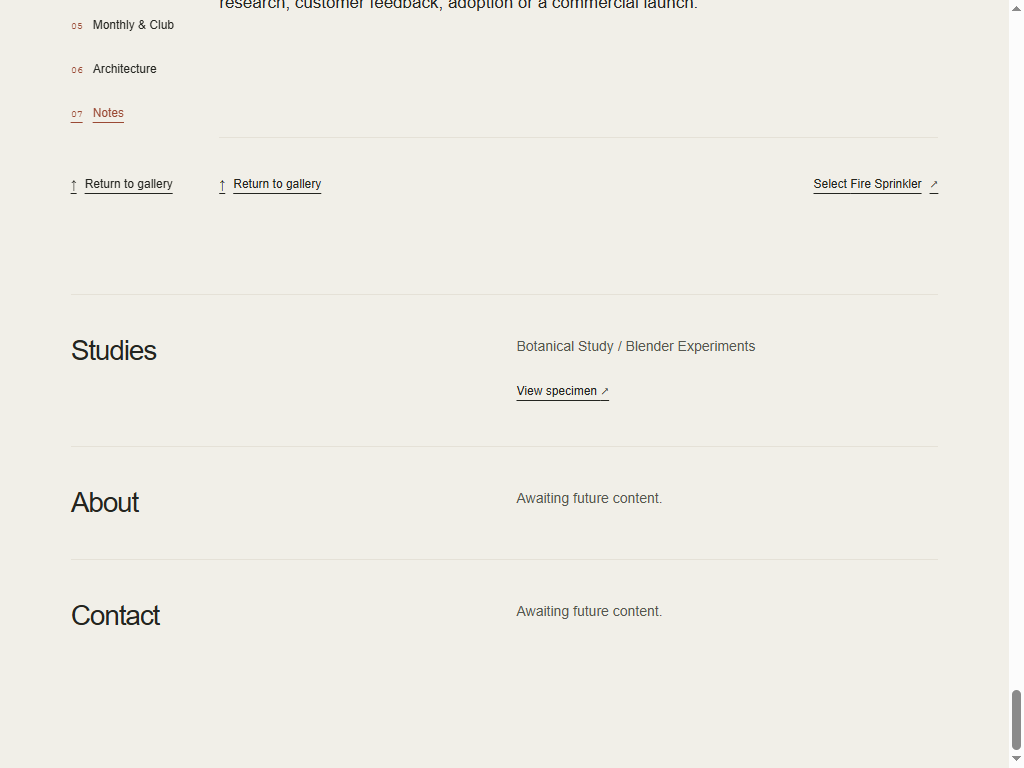 research, customer feedback, adoption or a commercial launch.
05 Monthly & Club
06 Architecture
07 Notes
↑ Return to gallery
↑ Return to gallery
Select Fire Sprinkler ↗
Studies
Botanical Study / Blender Experiments
View specimen ↗
About
Awaiting future content.
Contact
Awaiting future content.